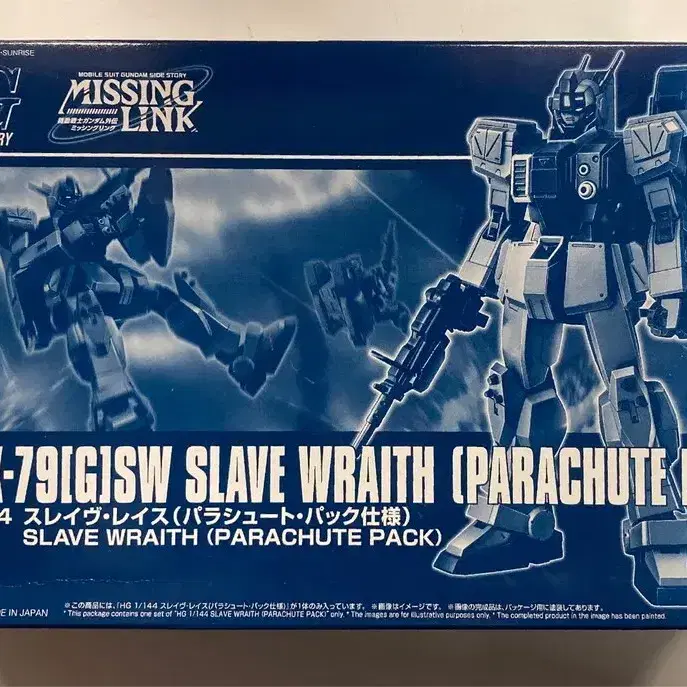 -SUNRISE
MOBILE SUIT GUNDAM SIDE STORY
MISSING
LINK
機動戦士ガンダム外伝
ミッシングリンク
RY
X-79[G]SW SLAVE WRAITH (PARACHUTE
4 スレイヴ・レイス(パラシュート・パック仕様)
SLAVE WRAITH (PARACHUTE PACK)
※この商品には、「HG 1/144 スレイヴ・レイス(パラシュート・パック仕様)」が1体のみ入っています。 ※画像はイメージです。 ※画像の完成品は、パッケージ用に塗装してあります。
*This package contains one set of "HG 1/144 SLAVE WRAITH (PARACHUTE PACK)" only. *The images are for illustrative purposes only. *The completed product in the image has been painted.
E IN JAPAN